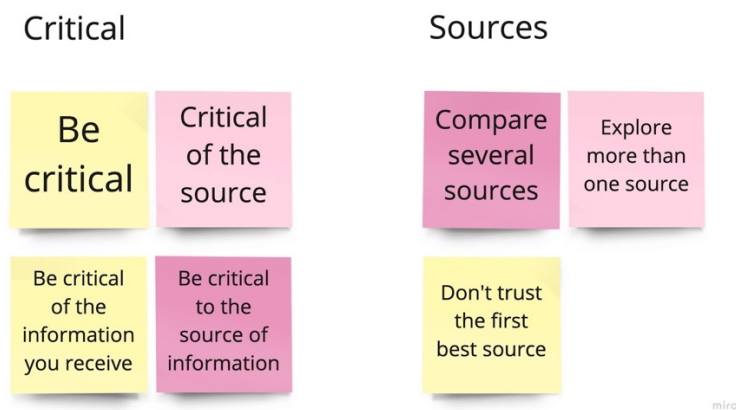 Critical
Be
critical
Critical
of the
source
Be critical
of the
information
you receive
Be critical
to the
source of
information
Sources
Compare
several
sources
Explore
more than
one source
Don't trust
the first
best source
miro